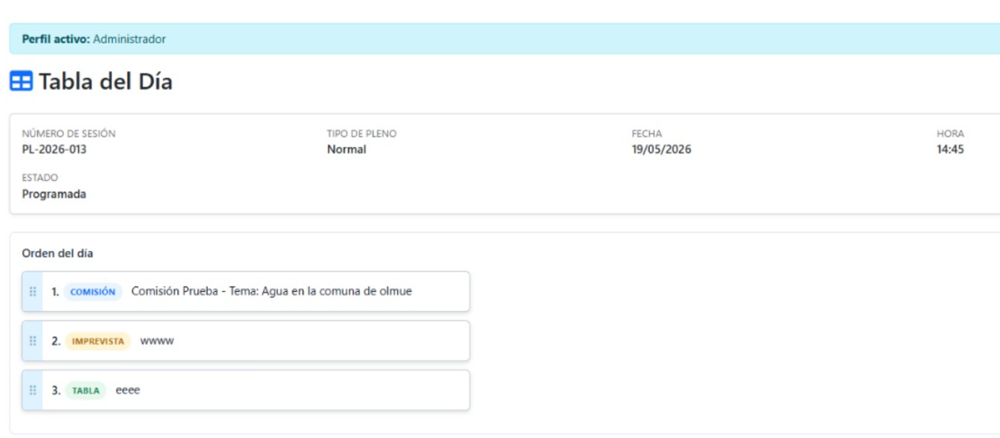 Perfil activo: Administrador
Tabla del Día
NÚMERO DE SESIÓN
PL-2026-013
TIPO DE PLENO
Normal
FECHA
19/05/2026
HORA
14:45
ESTADO
Programada
Orden del día
1. COMISIÓN Comisión Prueba - Tema: Agua en la comuna de olmue
2. IMPREVISTA wwww
3. TABLA eeee